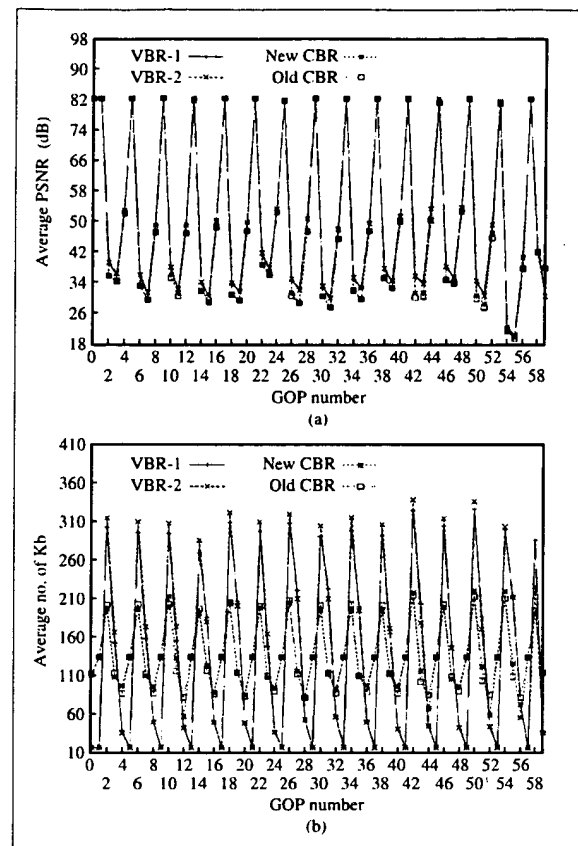 98
90
82
74
66
58
50
42
34
26
18
Average PSNR (dB)
VBR-1
VBR-2
New CBR
Old CBR
0 4 8 12 16 20 24 28 32 36 40 44 48 52 56
2 6 10 14 18 22 26 30 34 38 42 46 50 54 58
GOP number
(a)
410
360
310
260
210
160
110
60
10
Average no. of Kb
VBR-1
VBR-2
New CBR
Old CBR
0 4 8 12 16 20 24 28 32 36 40 44 48 52 56
2 6 10 14 18 22 26 30 34 38 42 46 50 54 58
GOP number
(b)